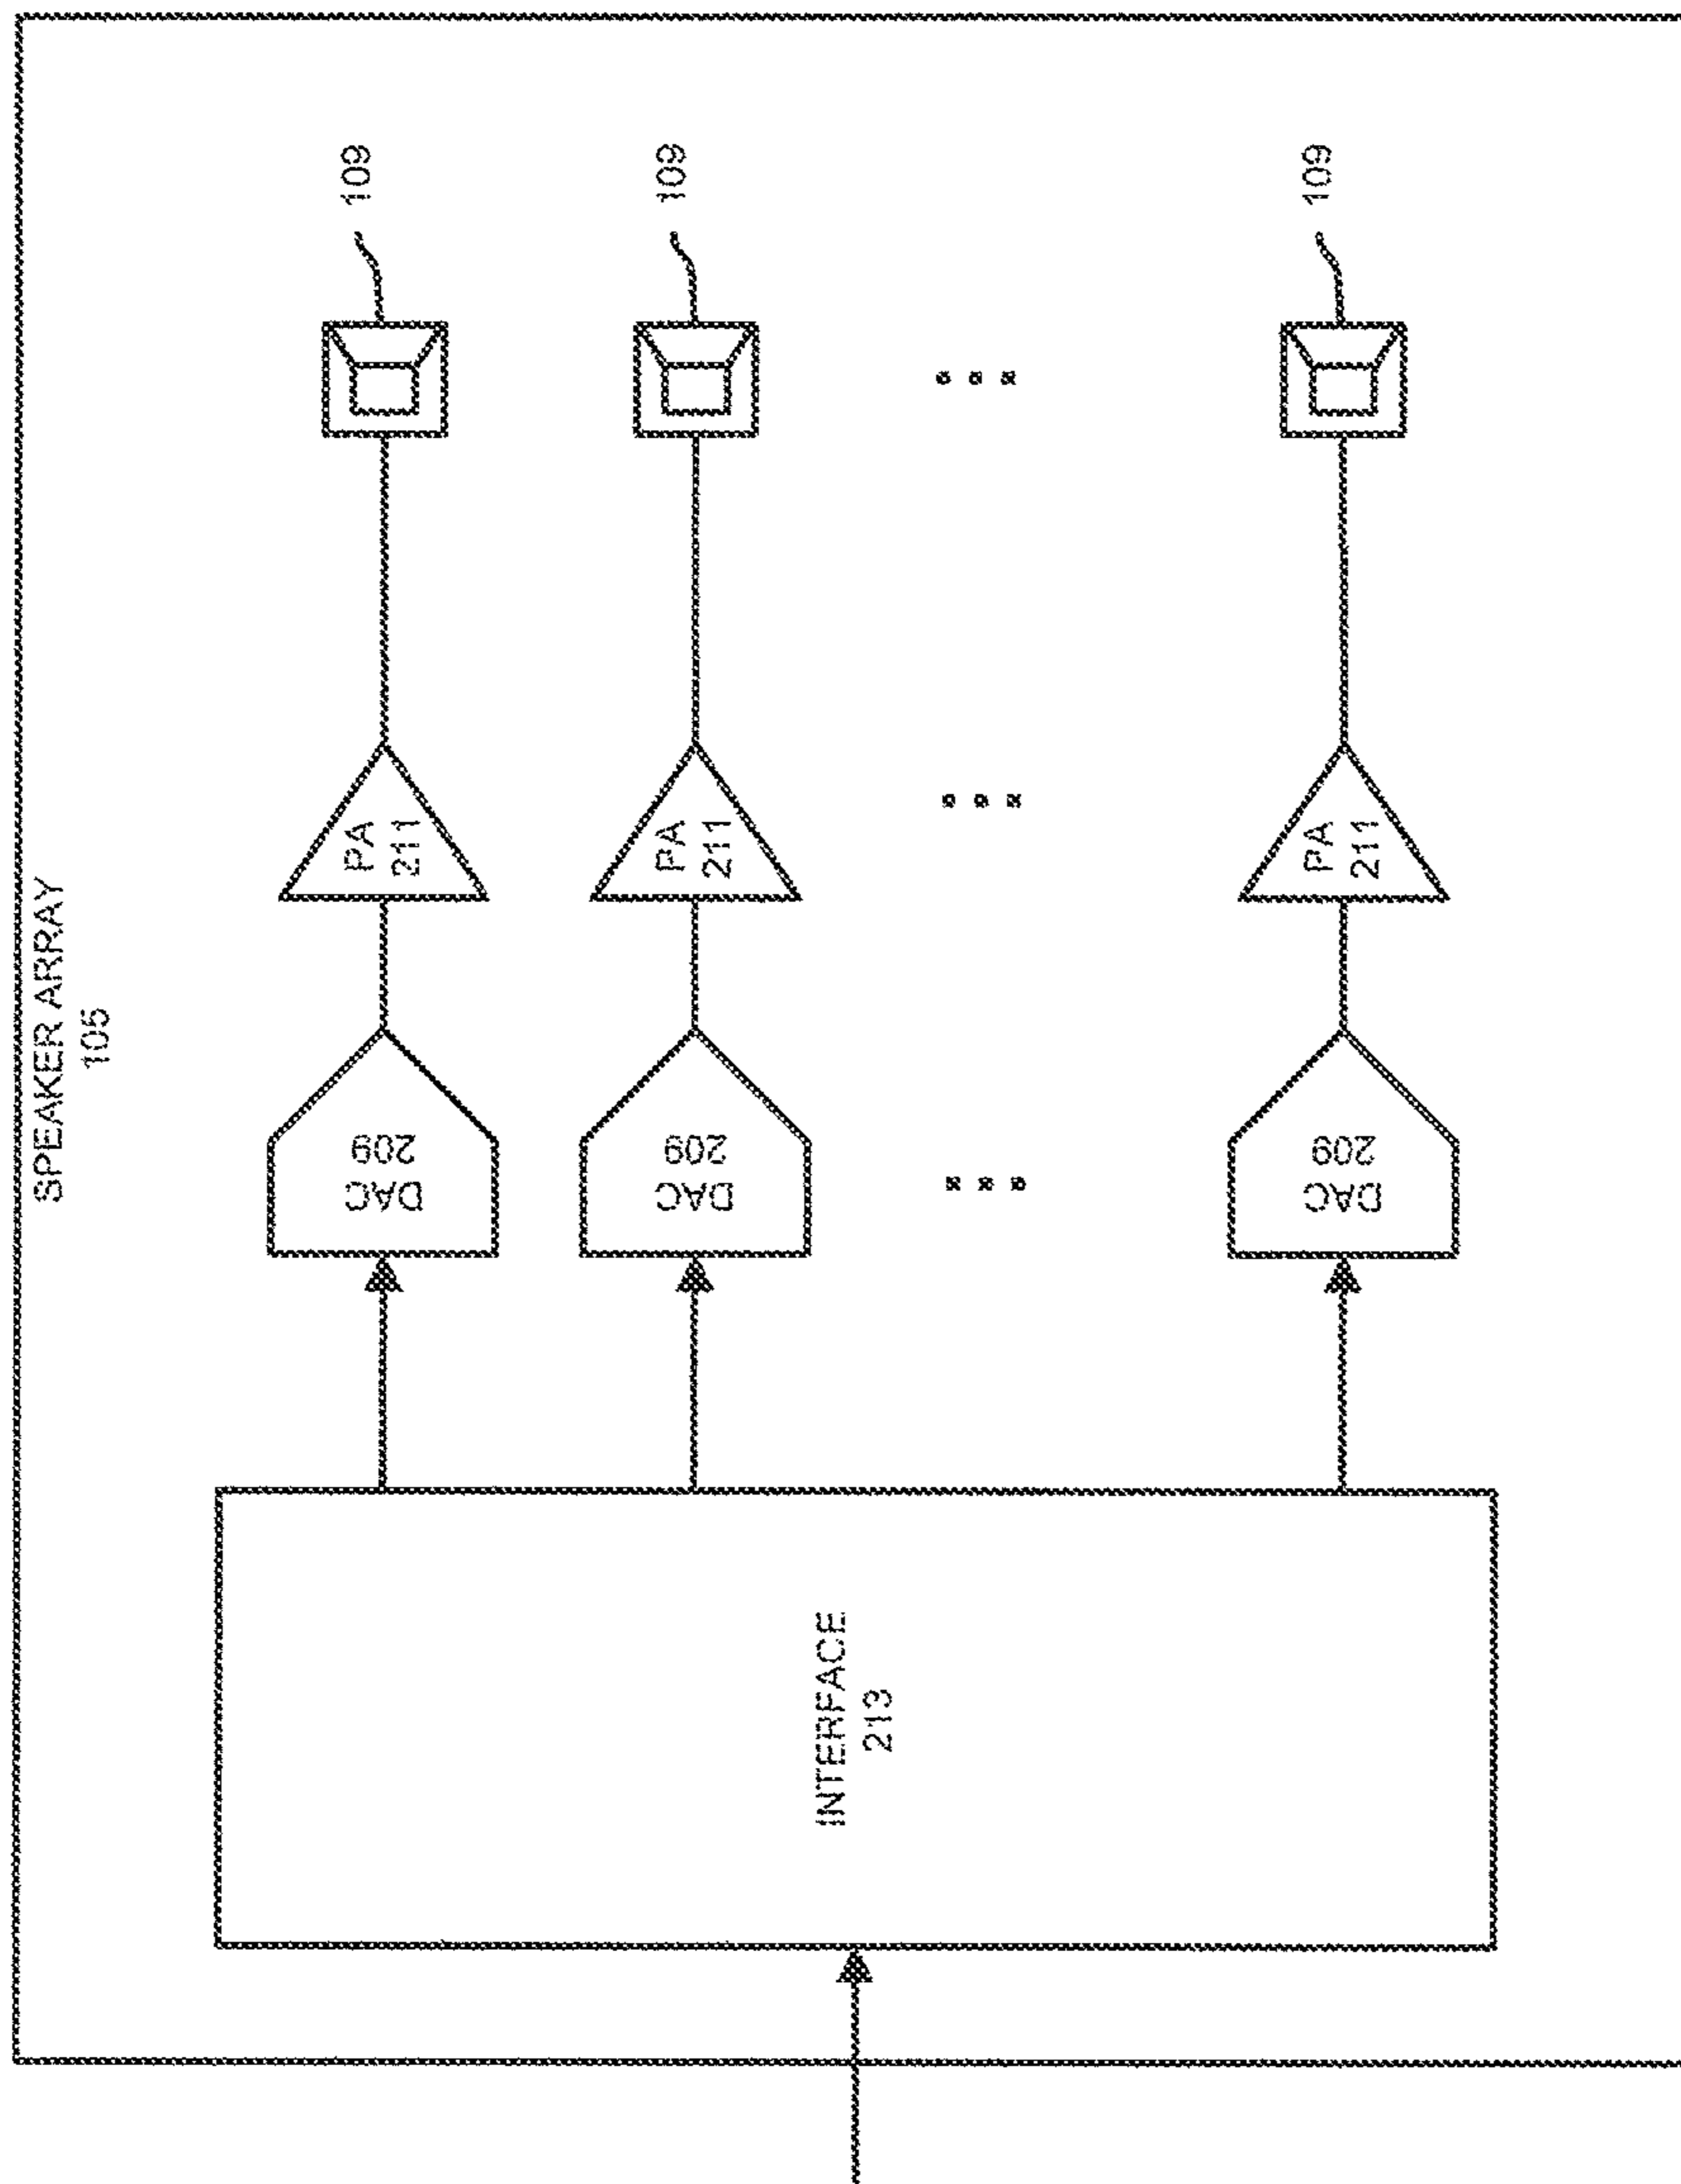 SPEAKER ARRAY
105
INTERFACE
213
DAC
209
PA
211
109
DAC
209
PA
211
109
DAC
209
PA
211
109